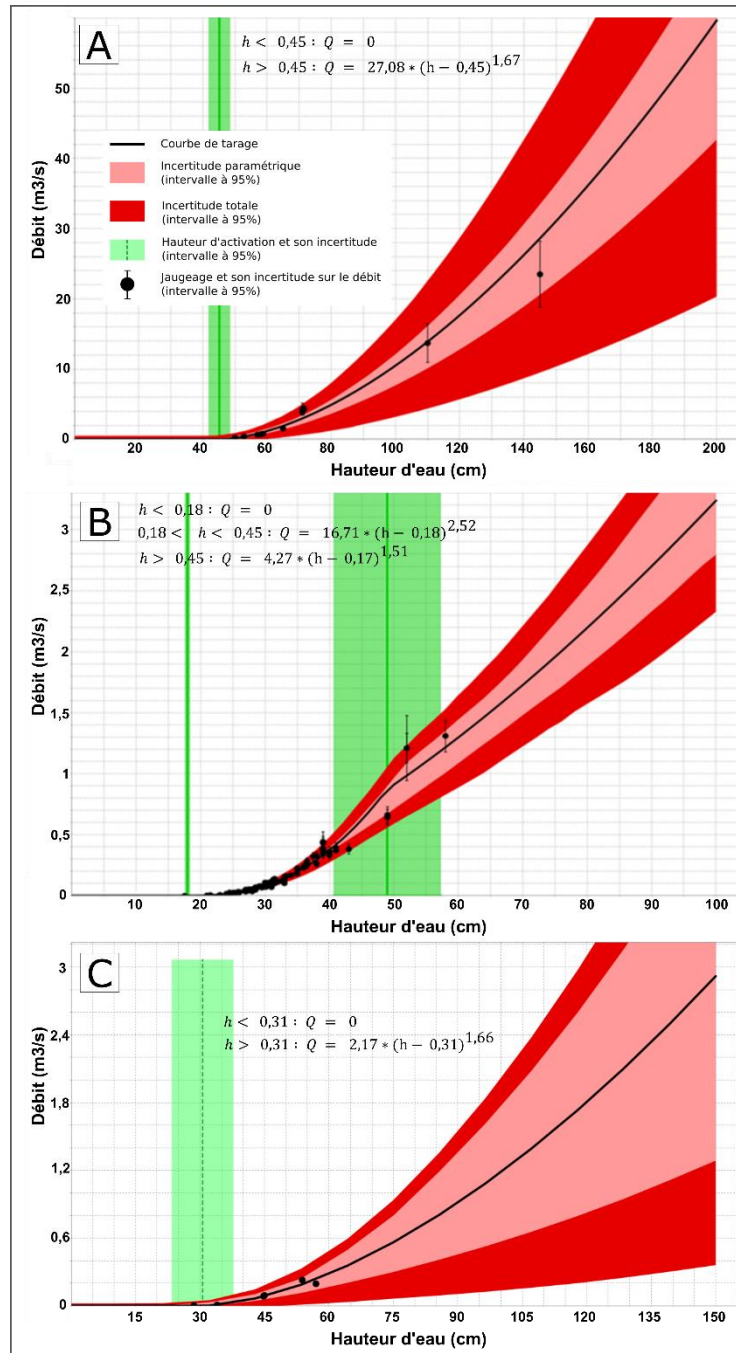 A
h < 0,45 : Q = 0
h > 0,45 : Q = 27,08 * (h − 0,45)^1,67
Courbe de tarage
Incertitude paramétrique
(intervalle à 95%)
Incertitude totale
(intervalle à 95%)
Hauteur d'activation et son incertitude
(intervalle à 95%)
Jaugeage et son incertitude sur le débit
(intervalle à 95%)
Débit (m3/s)
50
40
30
20
10
0
20 40 60 80 100 120 140 160 180 200
Hauteur d'eau (cm)
B
h < 0,18 : Q = 0
0,18 < h < 0,45 : Q = 16,71 * (h − 0,18)^2,52
h > 0,45 : Q = 4,27 * (h − 0,17)^1,51
Débit (m3/s)
3
2,5
2
1,5
1
0,5
0
10 20 30 40 50 60 70 80 90 100
Hauteur d'eau (cm)
C
h < 0,31 : Q = 0
h > 0,31 : Q = 2,17 * (h − 0,31)^1,66
Débit (m3/s)
3
2,4
1,8
1,2
0,6
0
15 30 45 60 75 90 105 120 135 150
Hauteur d'eau (cm)